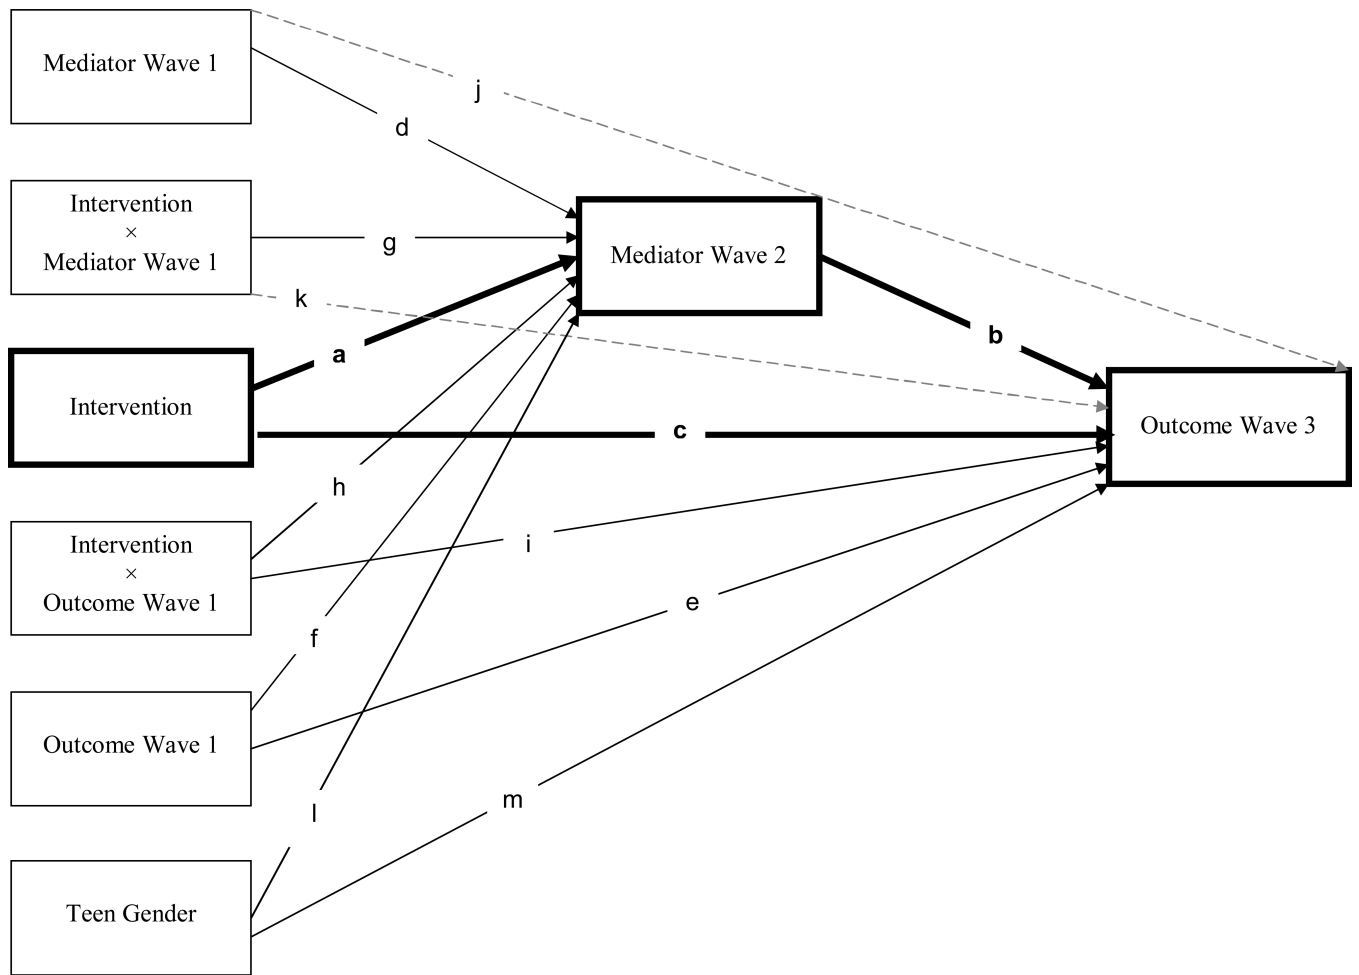 Mediator Wave 1
j
d
Intervention
×
Mediator Wave 1
g
Mediator Wave 2
k
a
b
Intervention
c
Outcome Wave 3
h
Intervention
×
Outcome Wave 1
i
f
e
Outcome Wave 1
l
m
Teen Gender